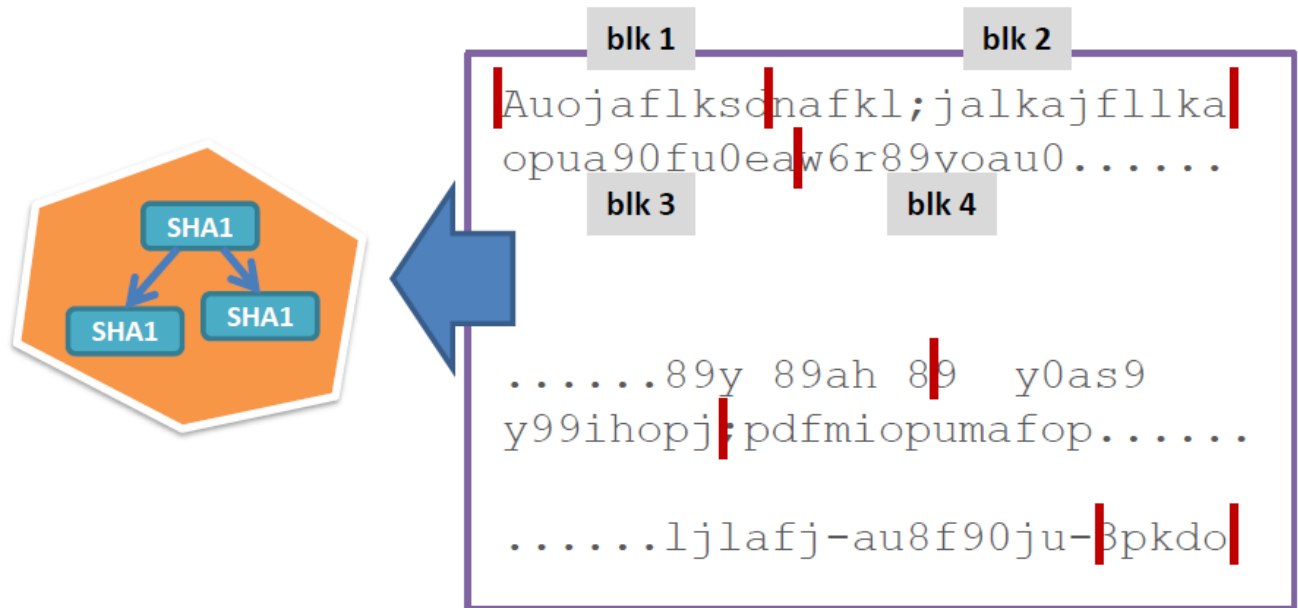 blk 1
blk 2
Auojaflksdnafkl;jalkajfllka
opua90fu0eaw6r89yoau0......
blk 3
blk 4
SHA1
SHA1
SHA1
......89y 89ah 89  y0as9
y99ihopj;pdfmiopumafop......
......ljlafj-au8f90ju-3pkdo